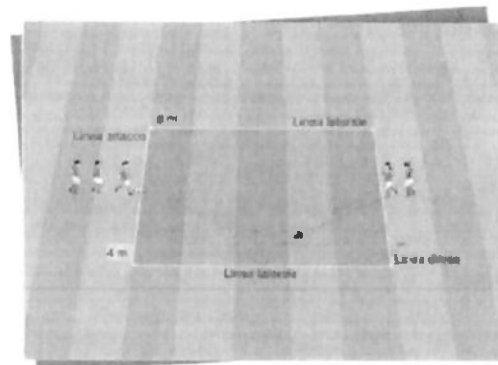 8 m
Linea laterale
Linea attacco
4 m
Linea laterale
Linea difesa